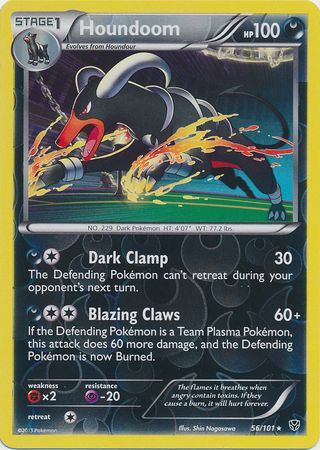 STAGE1
Houndoom
HP100
Evolves from Houndour
NO. 229 Dark Pokémon HT: 4'07" WT: 77.2 lbs.
Dark Clamp 30
The Defending Pokémon can't retreat during your
opponent's next turn.
Blazing Claws 60+
If the Defending Pokémon is a Team Plasma Pokémon,
this attack does 60 more damage, and the Defending
Pokémon is now Burned.
weakness resistance
×2 -20
The flames it breathes when
angry contain toxins. If they
cause a burn, it will hurt forever.
retreat
©2013 Pokémon
Illus. Shin Nagasawa
56/101 ★